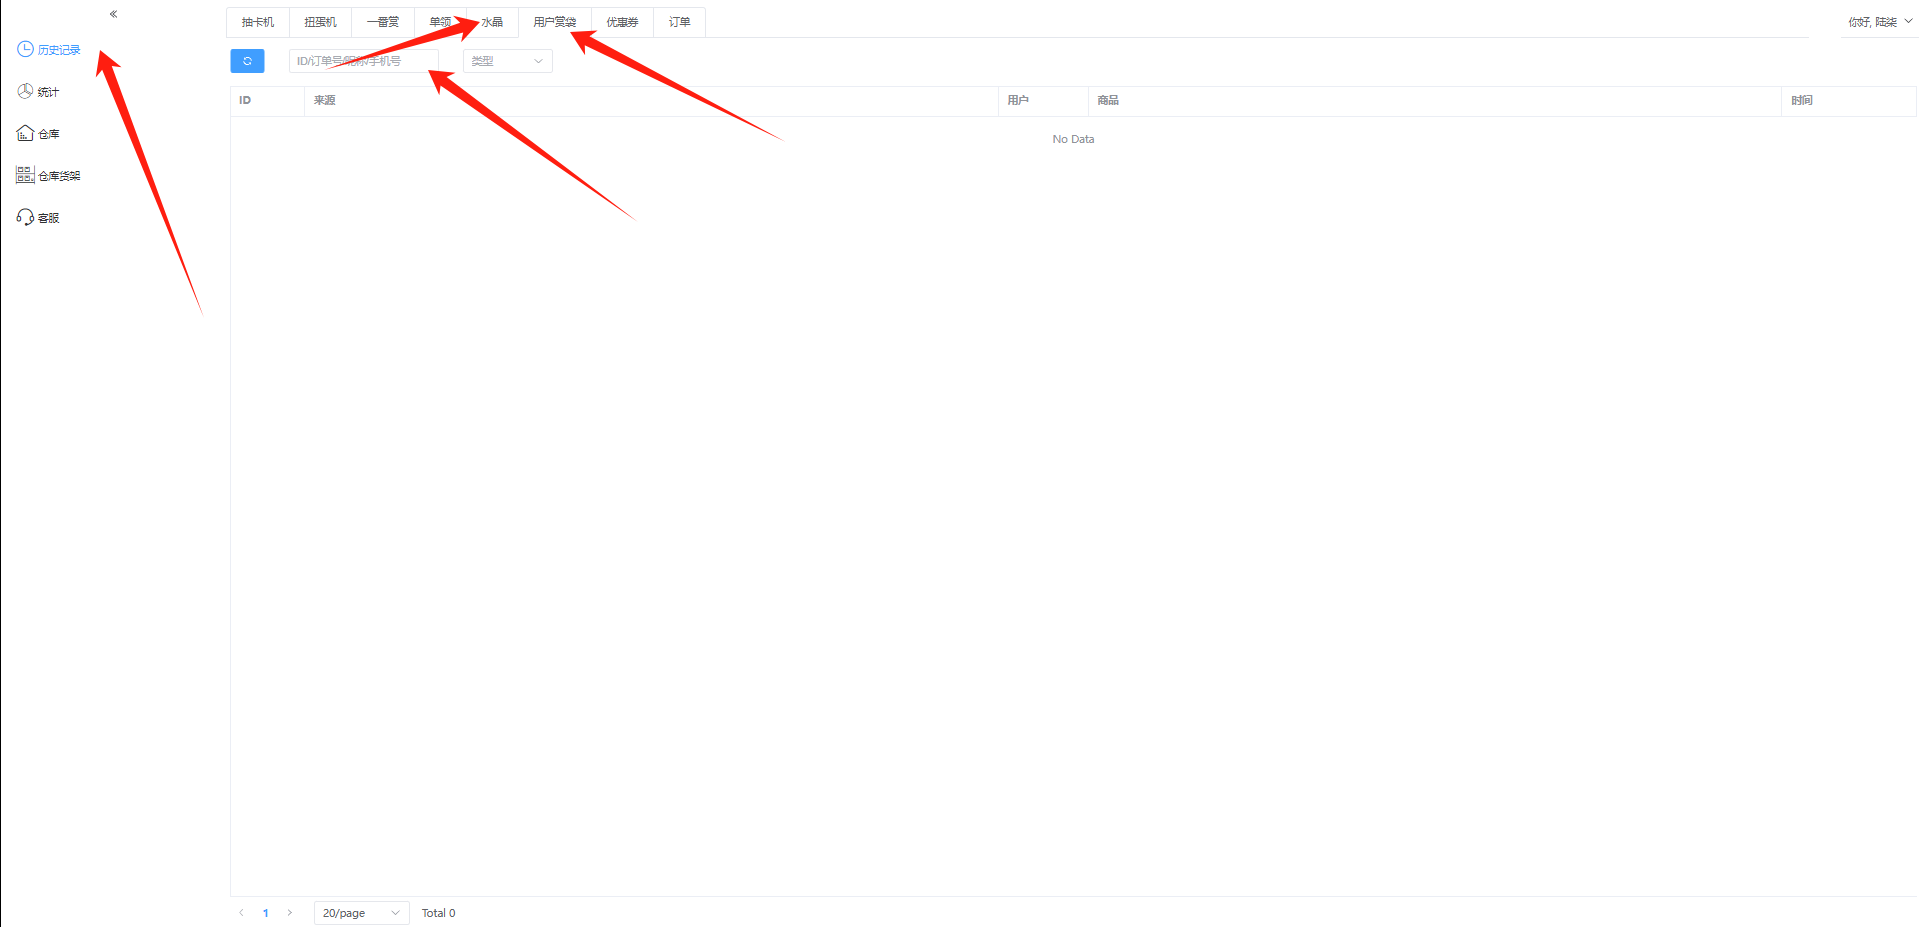 «
历史记录
统计
仓库
仓库货架
客服
抽卡机 扭蛋机 一番赏 单领 水晶 用户赏袋 优惠券 订单
你好, 陆柒
ID/订单号/昵称/手机号 类型
ID 来源 用户 商品 时间
No Data
1 20/page Total 0